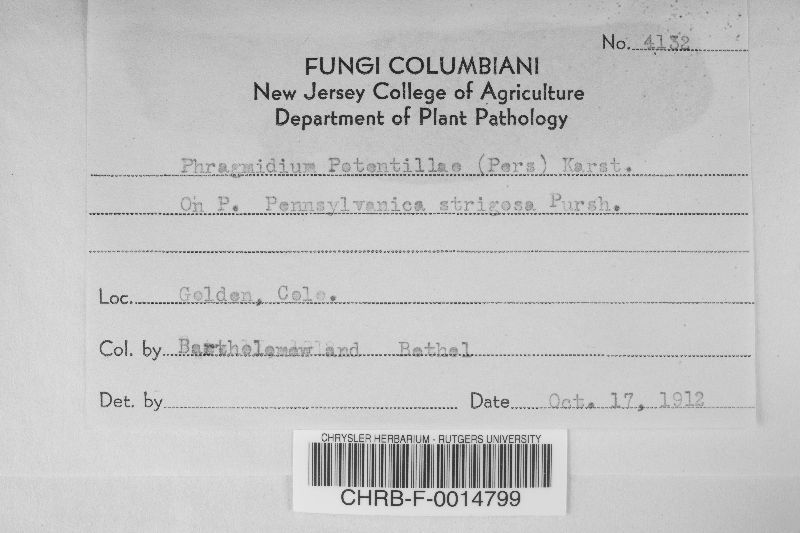 No. 4132
FUNGI COLUMBIANI
New Jersey College of Agriculture
Department of Plant Pathology
Phragmidium Potentillae (Pers) Karst.
On P. Pennsylvanica strigosa Pursh.
Loc. Golden, Colo.
Col. by Bartholomew and Bethel
Det. by
Date Oct. 17, 1912
CHRYSLER HERBARIUM - RUTGERS UNIVERSITY
CHRB-F-0014799